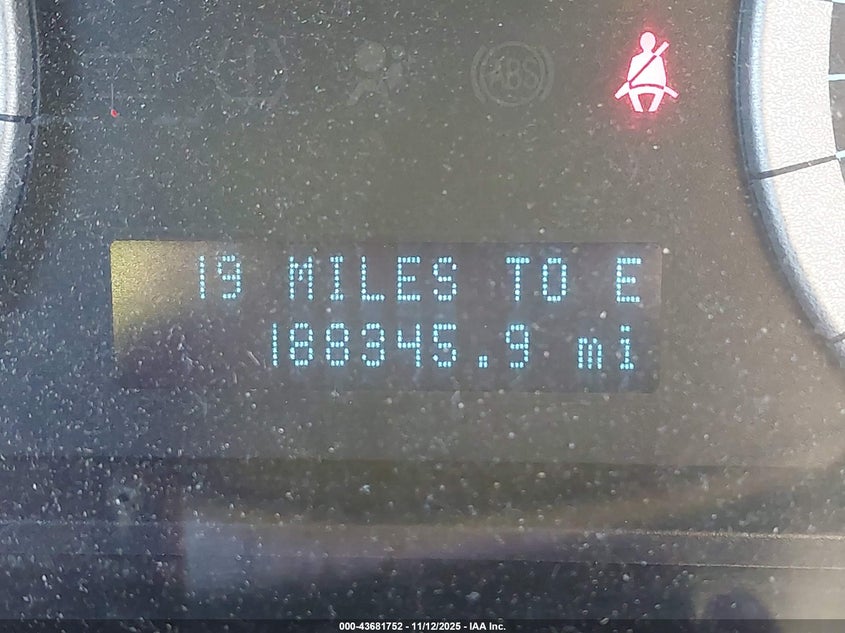 ABS
19 MILES TO E
188345.9 mi
000-43681752 - 11/12/2025 - IAA Inc.